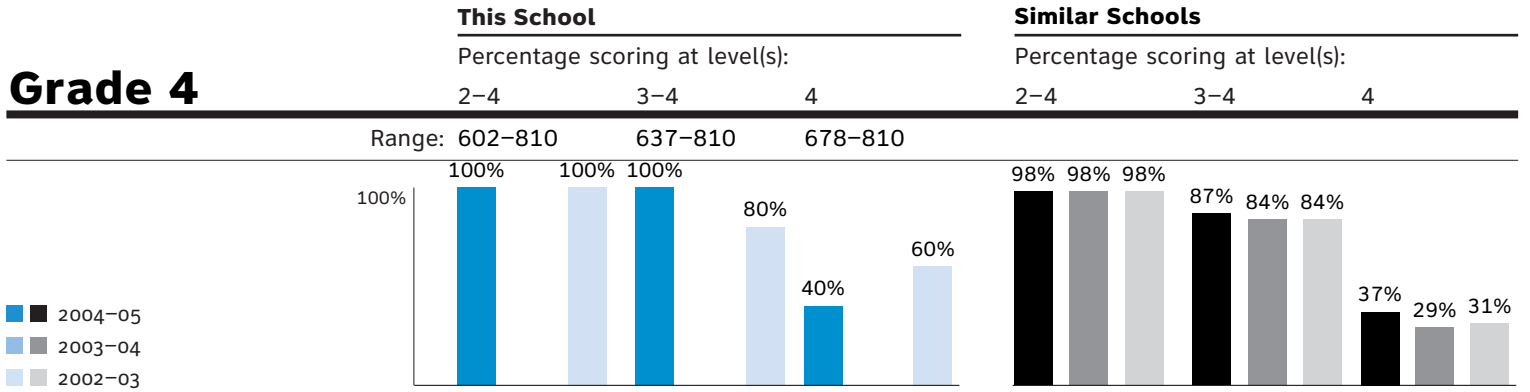 This School Similar Schools
Percentage scoring at level(s): Percentage scoring at level(s):
Grade 4 2–4 3–4 4 2–4 3–4 4
Range: 602–810 637–810 678–810
100% 100% 100% 80% 40% 60% 98% 98% 98% 87% 84% 84% 37% 29% 31%
100%
2004–05
2003–04
2002–03